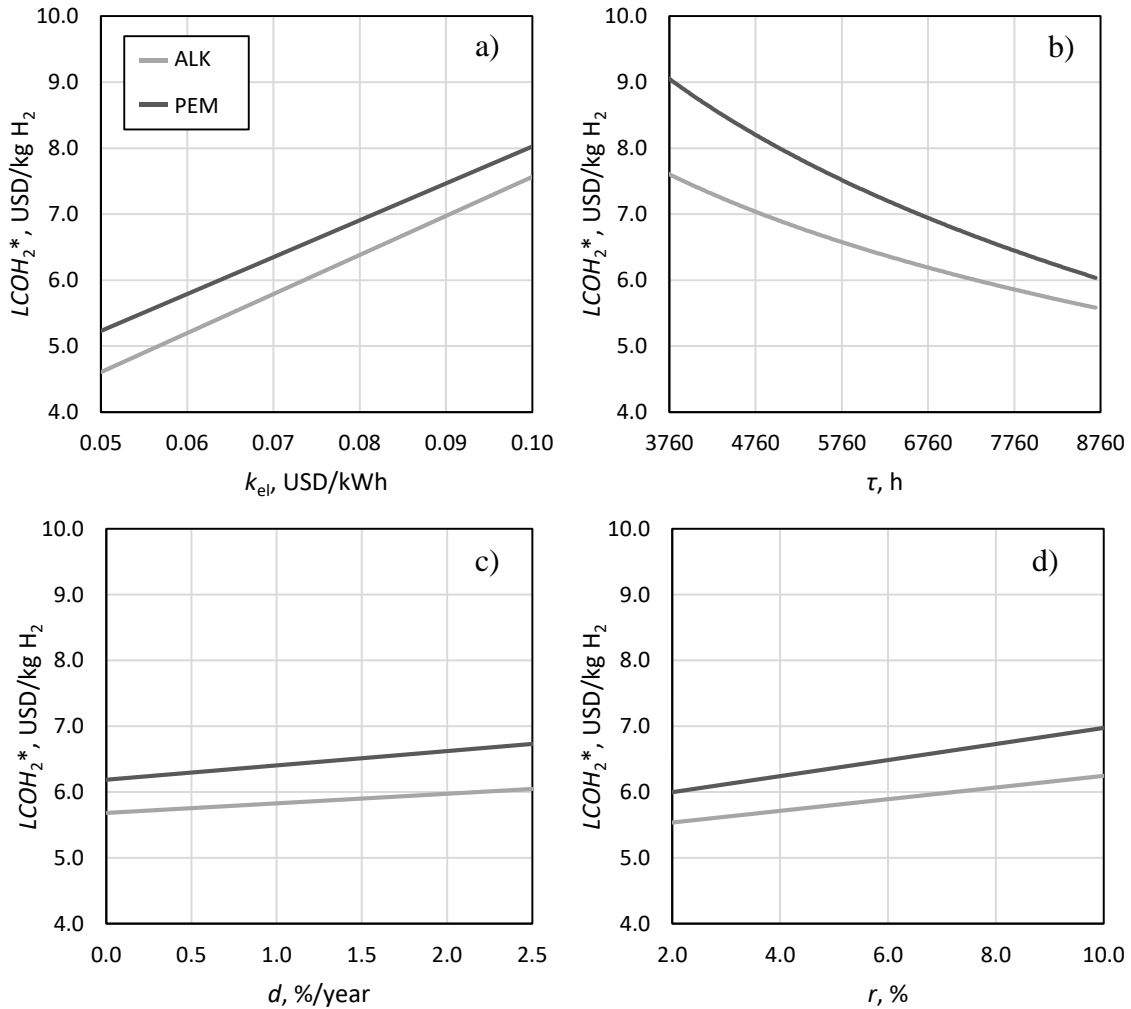 a)
ALK
PEM
LCOH₂*, USD/kg H₂
10.0
9.0
8.0
7.0
6.0
5.0
4.0
0.05 0.06 0.07 0.08 0.09 0.10
k_el, USD/kWh
b)
LCOH₂*, USD/kg H₂
10.0
9.0
8.0
7.0
6.0
5.0
4.0
3760 4760 5760 6760 7760 8760
τ, h
c)
LCOH₂*, USD/kg H₂
10.0
9.0
8.0
7.0
6.0
5.0
4.0
0.0 0.5 1.0 1.5 2.0 2.5
d, %/year
d)
LCOH₂*, USD/kg H₂
10.0
9.0
8.0
7.0
6.0
5.0
4.0
2.0 4.0 6.0 8.0 10.0
r, %